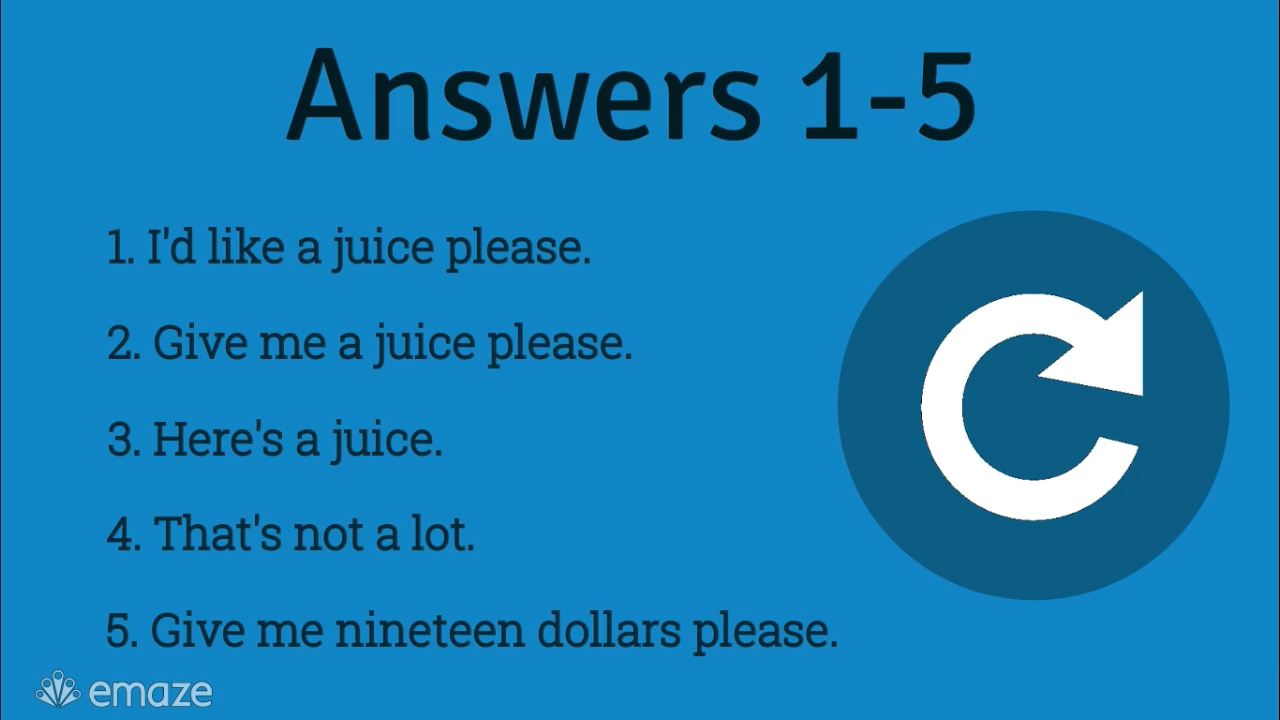 Answers 1-5
1. I'd like a juice please.
2. Give me a juice please.
3. Here's a juice.
4. That's not a lot.
5. Give me nineteen dollars please.
emaze